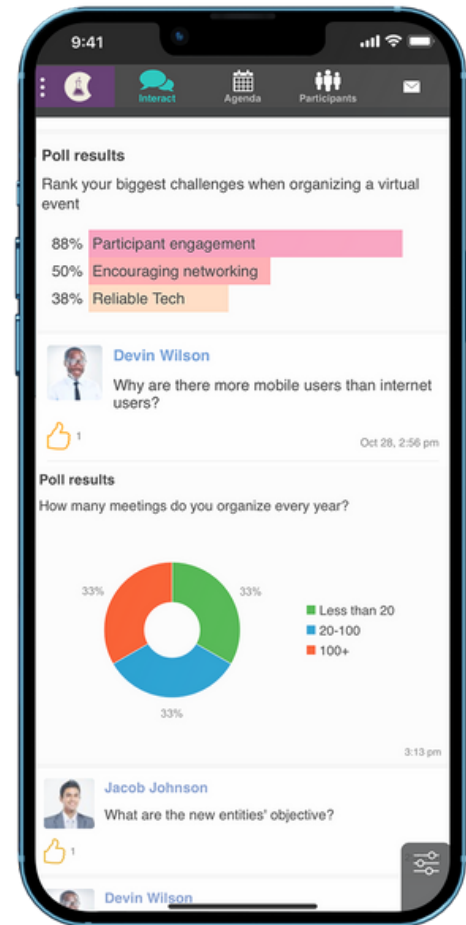 9:41
Interact
Agenda
Participants
Poll results
Rank your biggest challenges when organizing a virtual
event
88% Participant engagement
50% Encouraging networking
38% Reliable Tech
Devin Wilson
Why are there more mobile users than internet
users?
1
Oct 28, 2:56 pm
Poll results
How many meetings do you organize every year?
33%
33%
33%
Less than 20
20-100
100+
3:13 pm
Jacob Johnson
What are the new entities' objective?
1
Devin Wilson